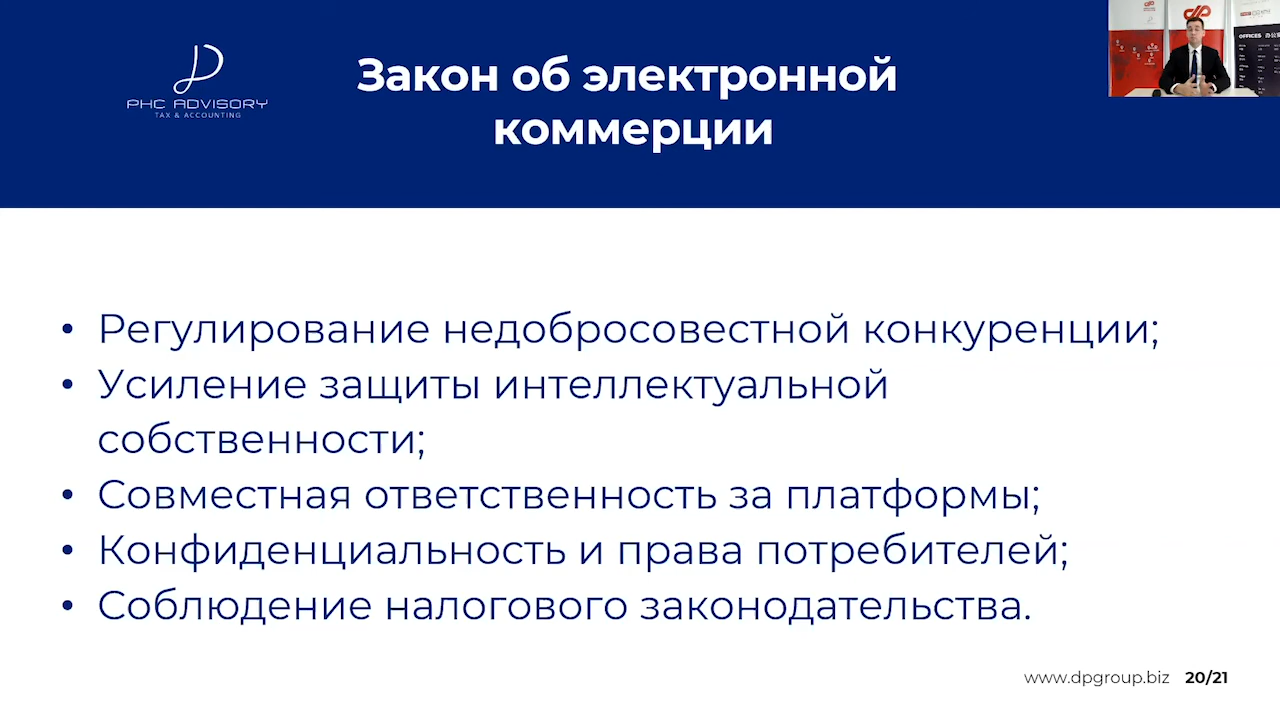 PHC ADVISORY
TAX & ACCOUNTING
Закон об электронной
коммерции
OFFICES
• Регулирование недобросовестной конкуренции;
• Усиление защиты интеллектуальной
собственности;
• Совместная ответственность за платформы;
• Конфиденциальность и права потребителей;
• Соблюдение налогового законодательства.
www.dpgroup.biz 20/21